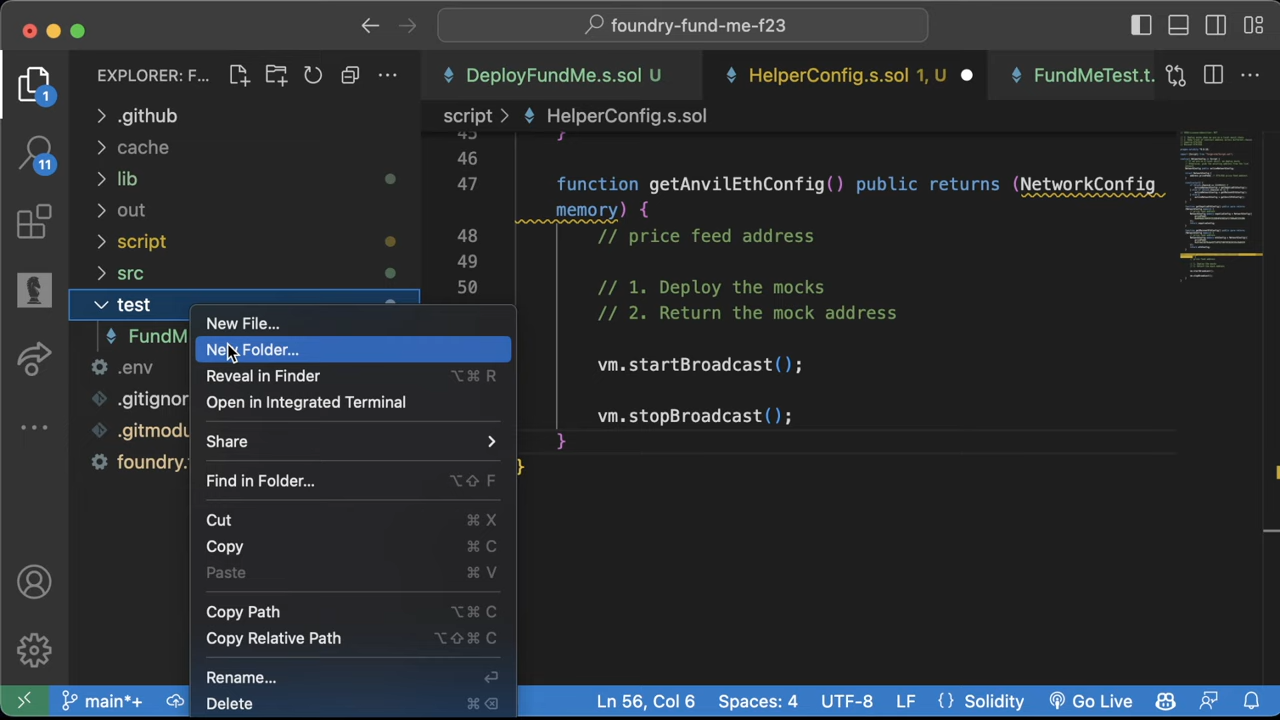 foundry-fund-me-f23
EXPLORER: F...
DeployFundMe.s.sol U
HelperConfig.s.sol 1, U
FundMeTest.t.
script > HelperConfig.s.sol
1
11
.github
cache
lib
out
script
src
test
FundM
.env
.gitignor
.gitmodu
foundry.
New File...
New Folder...
Reveal in Finder ⌥⌘ R
Open in Integrated Terminal
Share
Find in Folder... ⌥⇧ F
Cut ⌘ X
Copy ⌘ C
Paste ⌘ V
Copy Path ⌥⌘ C
Copy Relative Path ⌥⇧⌘ C
Rename...
Delete
45 }
46
47 function getAnvilEthConfig() public returns (NetworkConfig
memory) {
48 // price feed address
49
50 // 1. Deploy the mocks
// 2. Return the mock address
vm.startBroadcast();
vm.stopBroadcast();
}
}
main*+
Ln 56, Col 6
Spaces: 4
UTF-8
LF
{} Solidity
Go Live